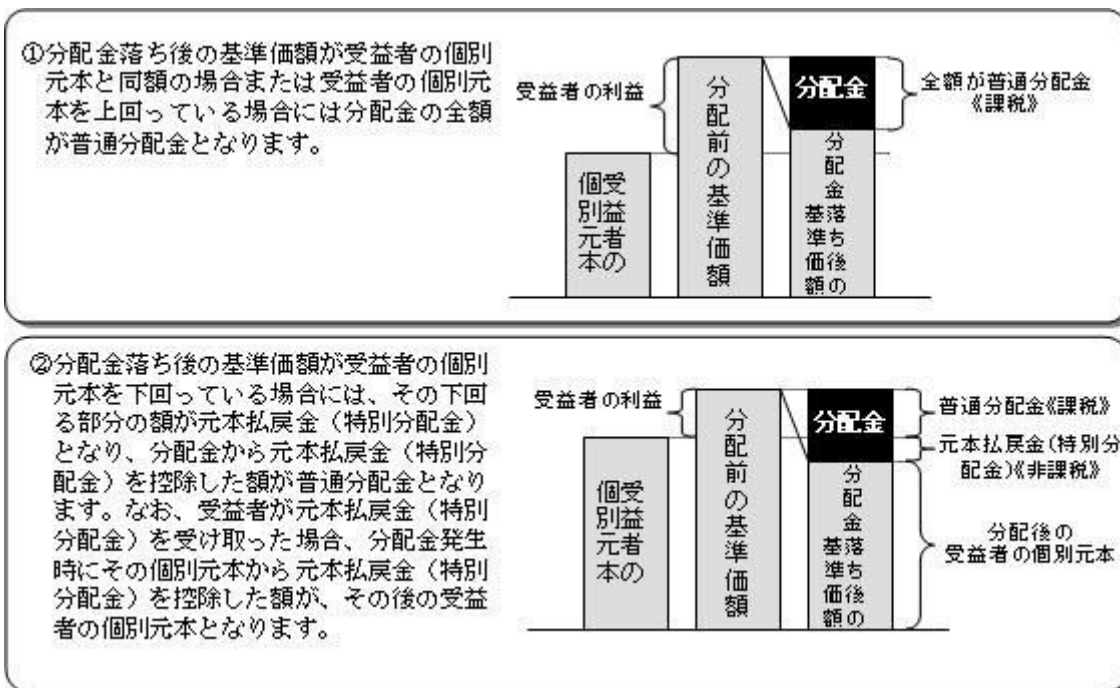 ①分配金落ち後の基準価額が受益者の個別
元本と同額の場合または受益者の個別元
本を上回っている場合には分配金の全額
が普通分配金となります。
受益者の利益
受益者の
個別元本
分配前の基準価額
分配金
分配金落ち後の
基準価額
全額が普通分配金
《課税》
②分配金落ち後の基準価額が受益者の個別
元本を下回っている場合には、その下回
る部分の額が元本払戻金（特別分配金）
となり、分配金から元本払戻金（特別分
配金）を控除した額が普通分配金となり
ます。なお、受益者が元本払戻金（特別
分配金）を受け取った場合、分配金発生
時にその個別元本から元本払戻金（特別
分配金）を控除した額が、その後の受益
者の個別元本となります。
受益者の利益
受益者の
個別元本
分配前の基準価額
分配金
分配金落ち後の
基準価額
普通分配金《課税》
元本払戻金(特別分
配金)《非課税》
分配後の
受益者の個別元本